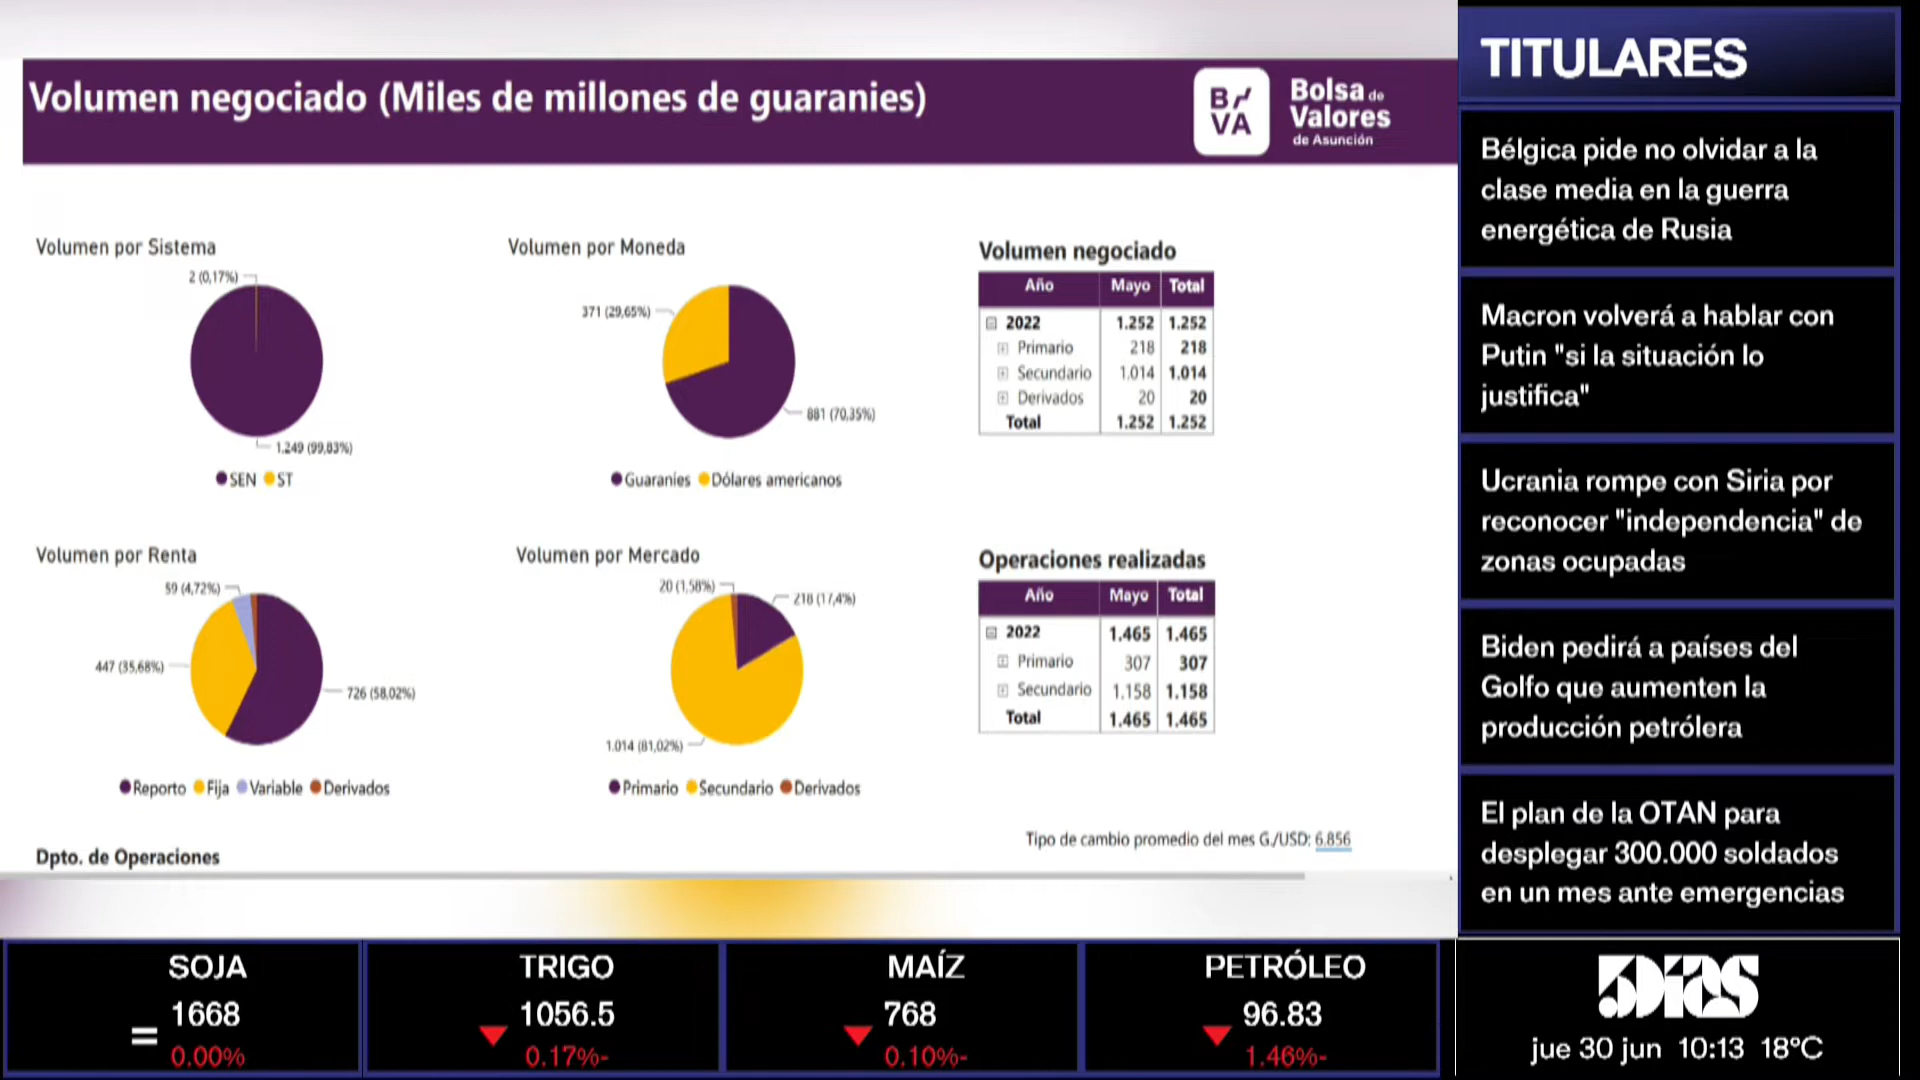 Volumen negociado (Miles de millones de guaranies)
B VA
Bolsa de
Valores
de Asunción
Volumen por Sistema
2 (0,17%)
1.249 (99,83%)
SEN ST
Volumen por Moneda
371 (29,65%)
881 (70,35%)
Guaraníes Dólares americanos
Volumen negociado
Año Mayo Total
2022 1.252 1.252
Primario 218 218
Secundario 1.014 1.014
Derivados 20 20
Total 1.252 1.252
Volumen por Renta
59 (4,72%)
447 (35,68%)
726 (58,02%)
Reporto Fija Variable Derivados
Volumen por Mercado
20 (1,58%)
218 (17,4%)
1.014 (81,02%)
Primario Secundario Derivados
Operaciones realizadas
Año Mayo Total
2022 1.465 1.465
Primario 307 307
Secundario 1.158 1.158
Total 1.465 1.465
Tipo de cambio promedio del mes G./USD: 6.856
Dpto. de Operaciones
TITULARES
Bélgica pide no olvidar a la
clase media en la guerra
energética de Rusia
Macron volverá a hablar con
Putin "si la situación lo
justifica"
Ucrania rompe con Siria por
reconocer "independencia" de
zonas ocupadas
Biden pedirá a países del
Golfo que aumenten la
producción petrólera
El plan de la OTAN para
desplegar 300.000 soldados
en un mes ante emergencias
SOJA
1668
= 0.00%
TRIGO
1056.5
0.17%-
MAÍZ
768
0.10%-
PETRÓLEO
96.83
1.46%-
5Días
jue 30 jun 10:13 18°C